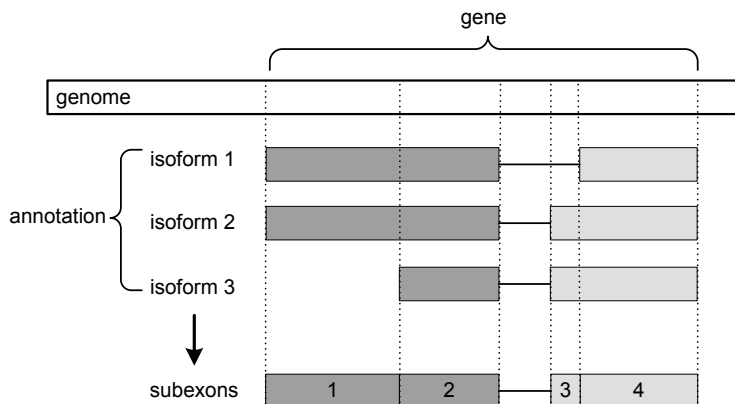 gene
genome
isoform 1
annotation
isoform 2
isoform 3
subexons
1
2
3
4